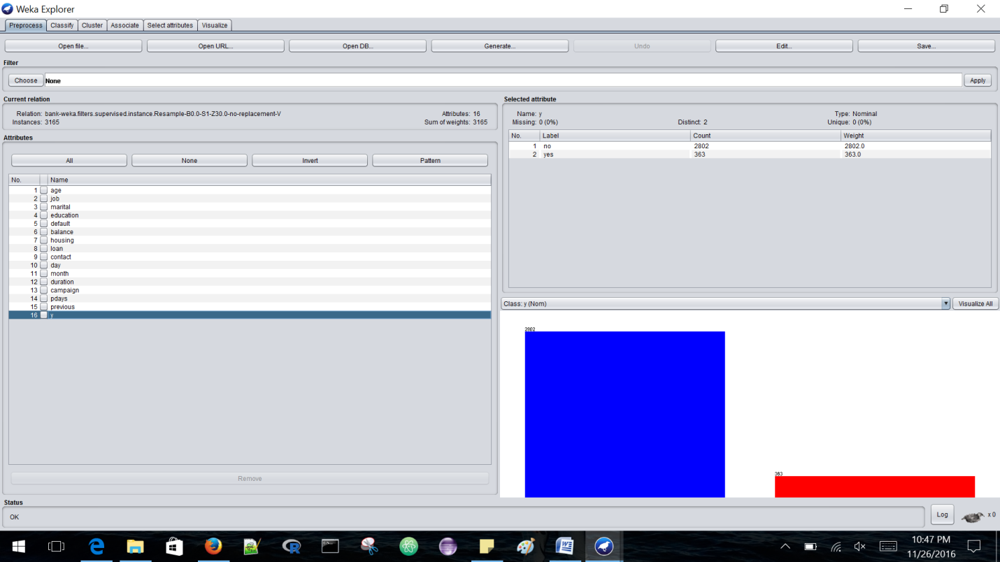 Weka Explorer
Preprocess Classify Cluster Associate Select attributes Visualize
Open file... Open URL... Open DB... Generate... Undo Edit... Save...
Filter
Choose None Apply
Current relation
Relation: bank-weka.filters.supervised.instance.Resample-B0.0-S1-Z30.0-no-replacement-V Attributes: 16
Instances: 3165 Sum of weights: 3165
Attributes
All None Invert Pattern
No. Name
1 age
2 job
3 marital
4 education
5 default
6 balance
7 housing
8 loan
9 contact
10 day
11 month
12 duration
13 campaign
14 pdays
15 previous
16 y
Remove
Selected attribute
Name: y Type: Nominal
Missing: 0 (0%) Distinct: 2 Unique: 0 (0%)
No. Label Count Weight
1 no 2802 2802.0
2 yes 363 363.0
Class: y (Nom) Visualize All
2802
363
Status
OK Log x 0
10:47 PM
11/26/2016